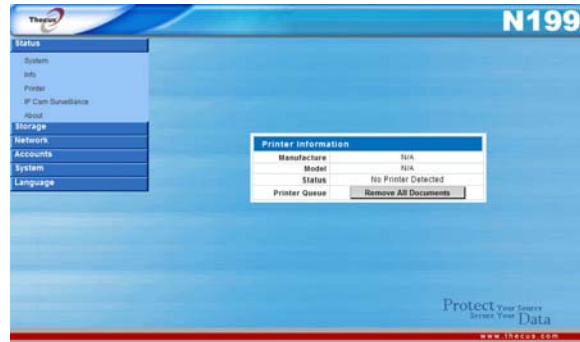 Thecus
N199
Status
System
Info
Printer
IP Cam Surveillance
About
Storage
Network
Accounts
System
Language
Printer Information
Manufacture N/A
Model N/A
Status No Printer Detected
Printer Queue Remove All Documents
Protect Your Server
Secure Your Data
www.thecus.com